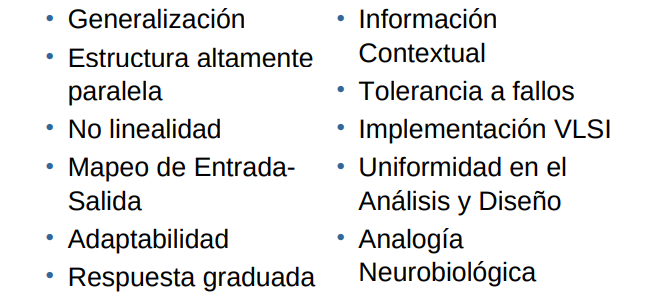 • Generalización
• Estructura altamente
paralela
• No linealidad
• Mapeo de Entrada-
Salida
• Adaptabilidad
• Respuesta graduada
• Información
Contextual
• Tolerancia a fallos
• Implementación VLSI
• Uniformidad en el
Análisis y Diseño
• Analogía
Neurobiológica